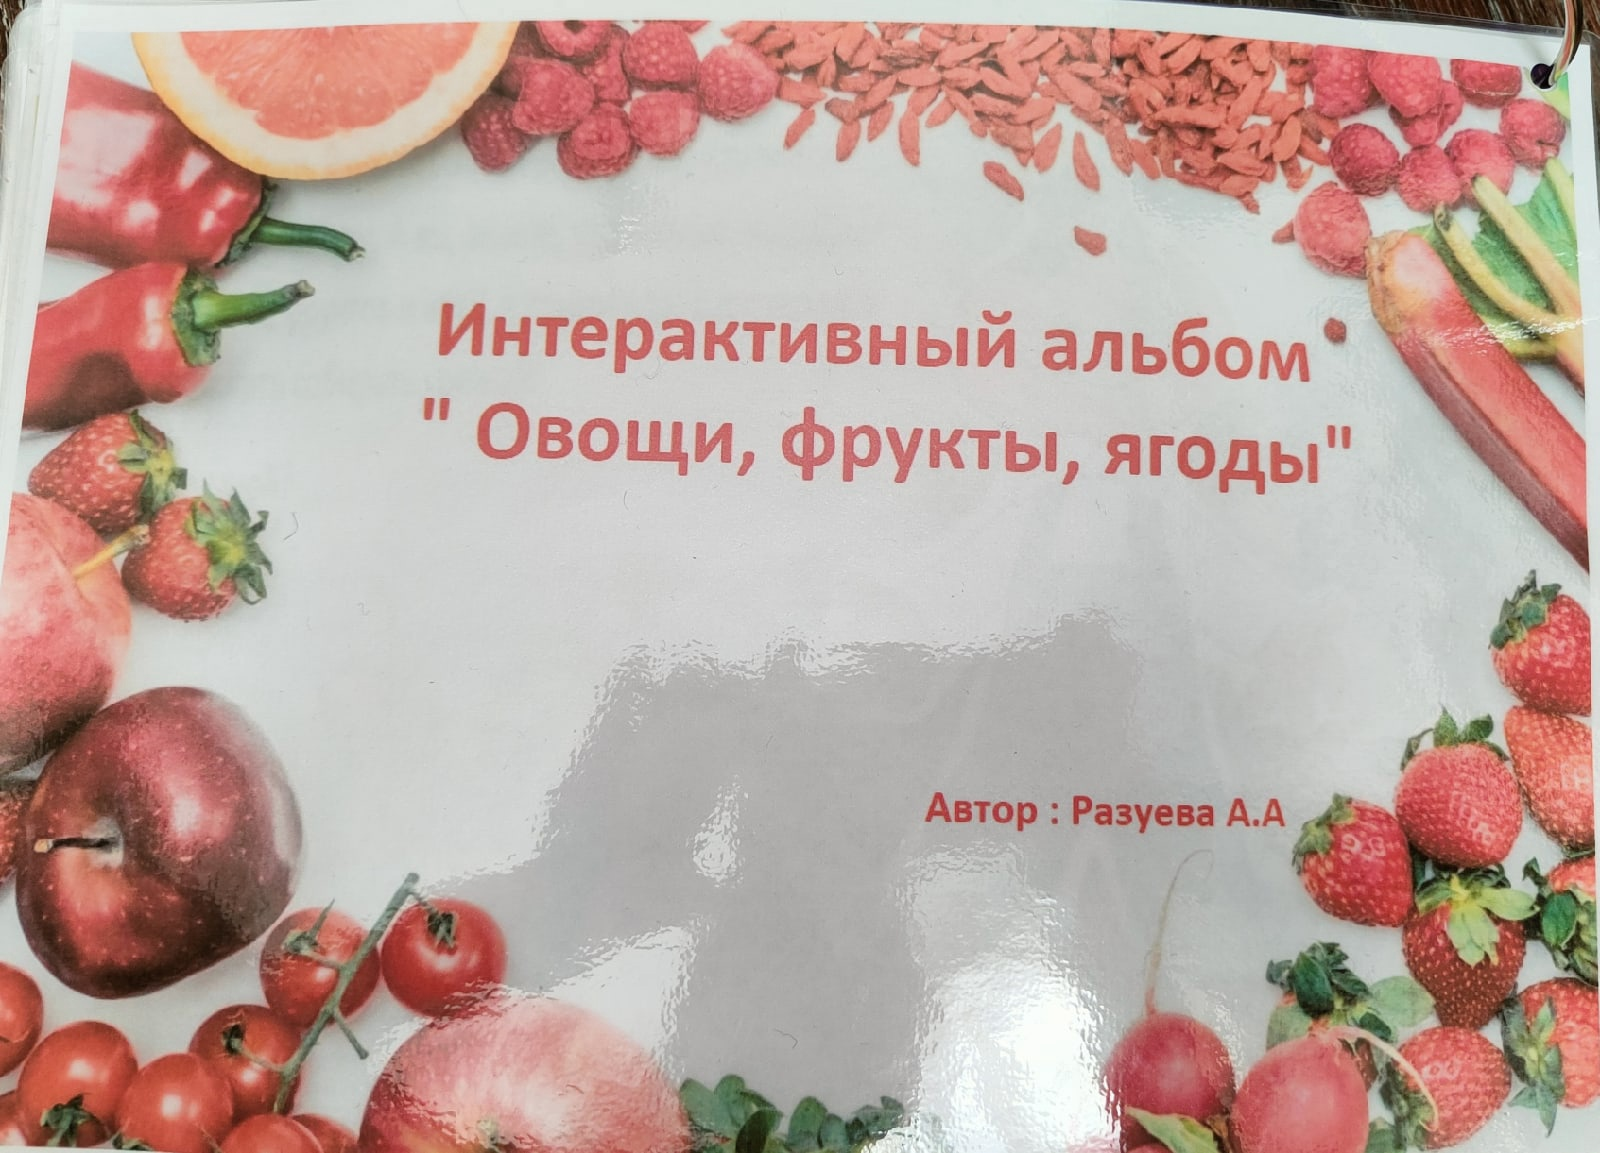 Интерактивный альбом
" Овощи, фрукты, ягоды"
Автор : Разуева А.А